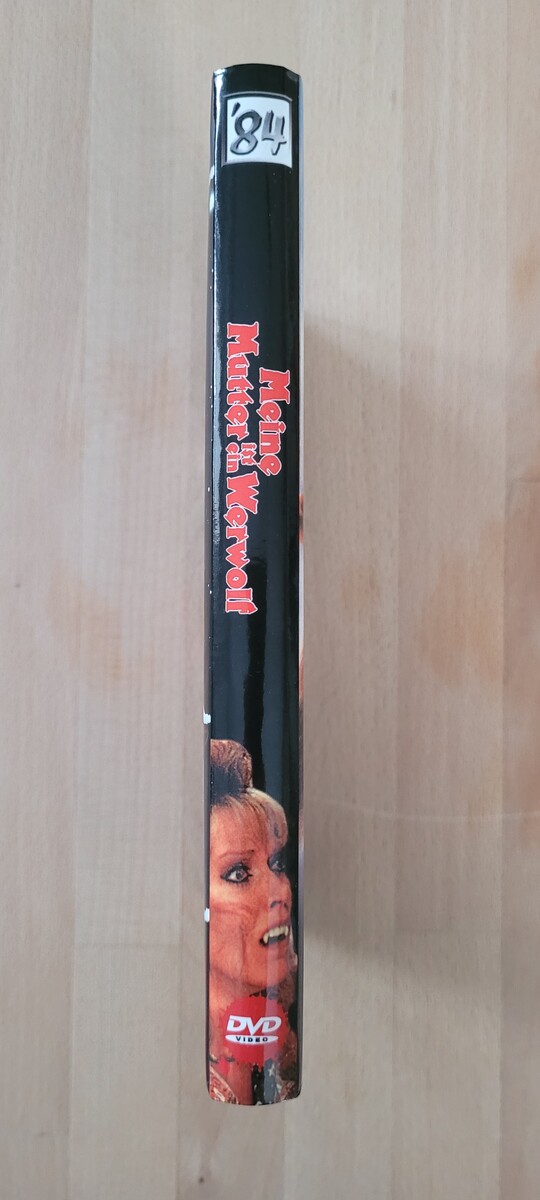 '84
Meine
Mutter ist ein Werwolf
DVD
VIDEO